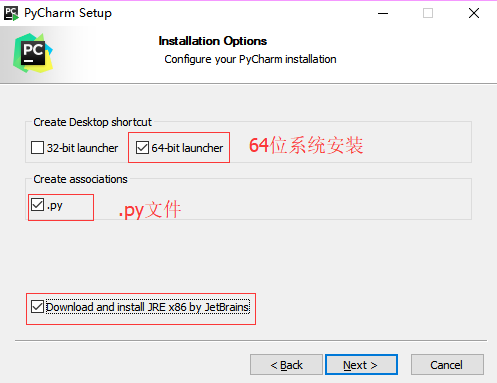 PyCharm Setup
Installation Options
Configure your PyCharm installation
Create Desktop shortcut
32-bit launcher
64-bit launcher
64位系统安装
Create associations
.py
.py文件
Download and install JRE x86 by JetBrains
< Back
Next >
Cancel
PC